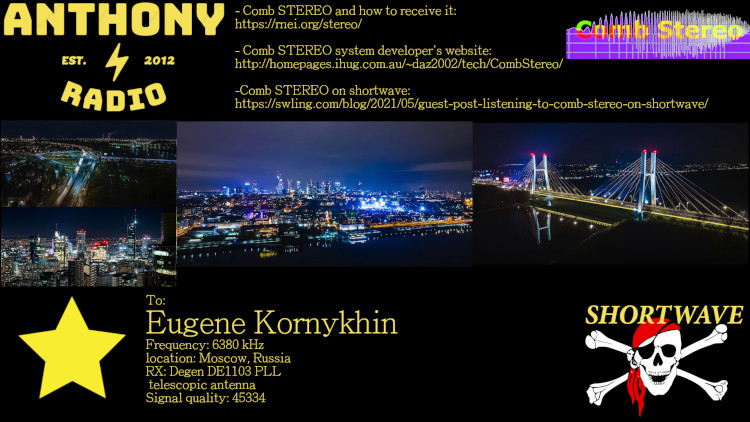 ANTHONY
EST. 2012
RADIO
- Comb STEREO and how to receive it:
https://rnei.org/stereo/
- Comb STEREO system developer's website:
http://homepages.ihug.com.au/~daz2002/tech/CombStereo/
-Comb STEREO on shortwave:
https://swling.com/blog/2021/05/guest-post-listening-to-comb-stereo-on-shortwave/
Comb Stereo
To:
Eugene Kornykhin
Frequency: 6380 kHz
location: Moscow, Russia
RX: Degen DE1103 PLL
telescopic antenna
Signal quality: 45334
SHORTWAVE